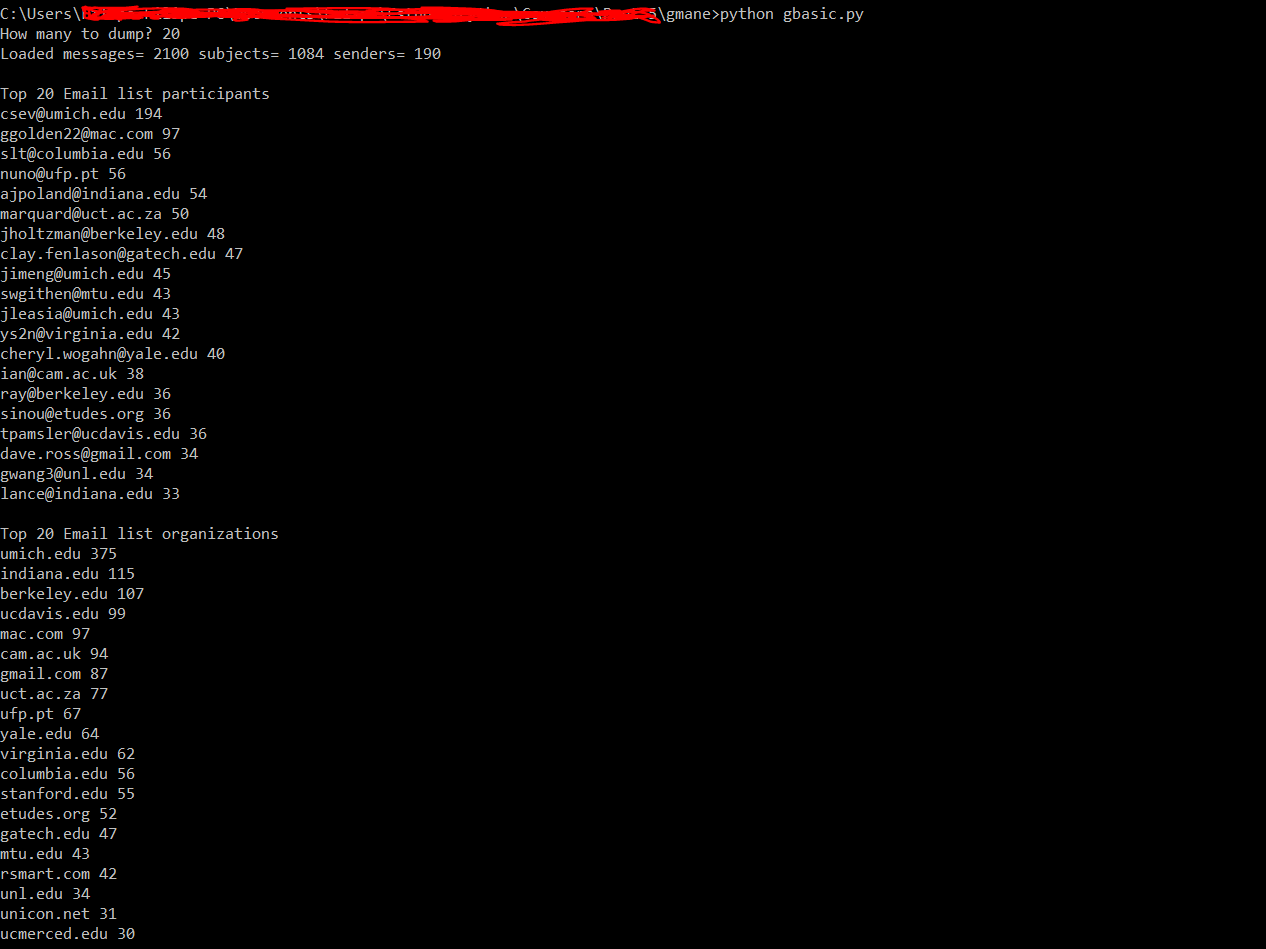 C:\Users\ \gmane>python gbasic.py
How many to dump? 20
Loaded messages= 2100 subjects= 1084 senders= 190
Top 20 Email list participants
csev@umich.edu 194
ggolden22@mac.com 97
slt@columbia.edu 56
nuno@ufp.pt 56
ajpoland@indiana.edu 54
marquard@uct.ac.za 50
jholtzman@berkeley.edu 48
clay.fenlason@gatech.edu 47
jimeng@umich.edu 45
swgithen@mtu.edu 43
jleasia@umich.edu 43
ys2n@virginia.edu 42
cheryl.wogahn@yale.edu 40
ian@cam.ac.uk 38
ray@berkeley.edu 36
sinou@etudes.org 36
tpamsler@ucdavis.edu 36
dave.ross@gmail.com 34
gwang3@unl.edu 34
lance@indiana.edu 33
Top 20 Email list organizations
umich.edu 375
indiana.edu 115
berkeley.edu 107
ucdavis.edu 99
mac.com 97
cam.ac.uk 94
gmail.com 87
uct.ac.za 77
ufp.pt 67
yale.edu 64
virginia.edu 62
columbia.edu 56
stanford.edu 55
etudes.org 52
gatech.edu 47
mtu.edu 43
rsmart.com 42
unl.edu 34
unicon.net 31
ucmerced.edu 30